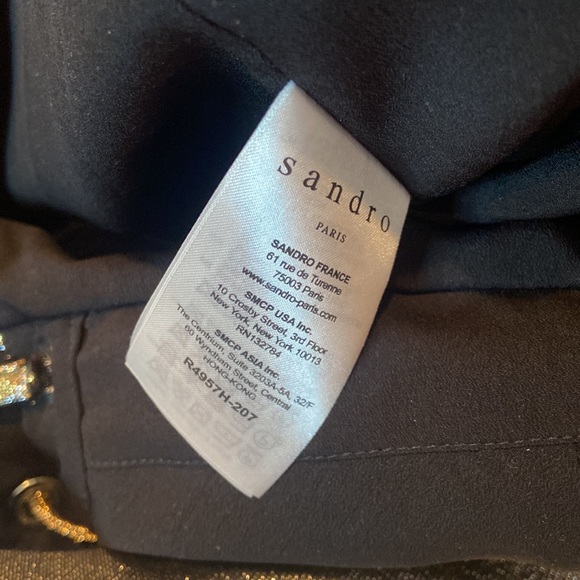 sandro
PARIS
SANDRO FRANCE
61 rue de Turenne
75003 Paris
www.sandro-paris.com
SMCP USA Inc.
10 Crosby Street, 3rd Floor
New York, New York 10013
RN132784
SMCP ASIA Inc.
The Centrium Suite 3203A-5A, 32/F
60 Wyndham Street, Central
HONG-KONG
R4957H-207